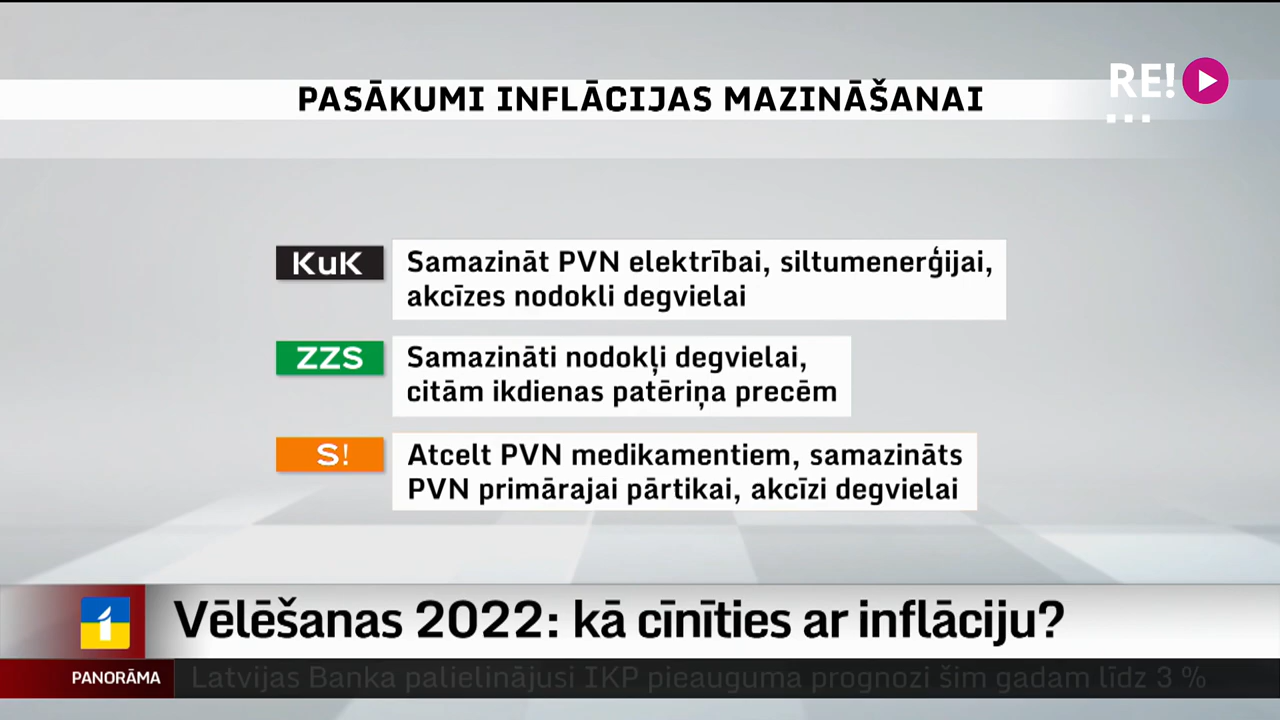 PASĀKUMI INFLĀCIJAS MAZINĀŠANAI
RE!
KuK
Samazināt PVN elektrībai, siltumenerģijai,
akcīzes nodokli degvielai
ZZS
Samazināti nodokļi degvielai,
citām ikdienas patēriņa precēm
S!
Atcelt PVN medikamentiem, samazināts
PVN primārajai pārtikai, akcīzi degvielai
1
Vēlēšanas 2022: kā cīnīties ar inflāciju?
PANORĀMA
Latvijas Banka palielinājusi IKP pieauguma prognozi šim gadam līdz 3 %